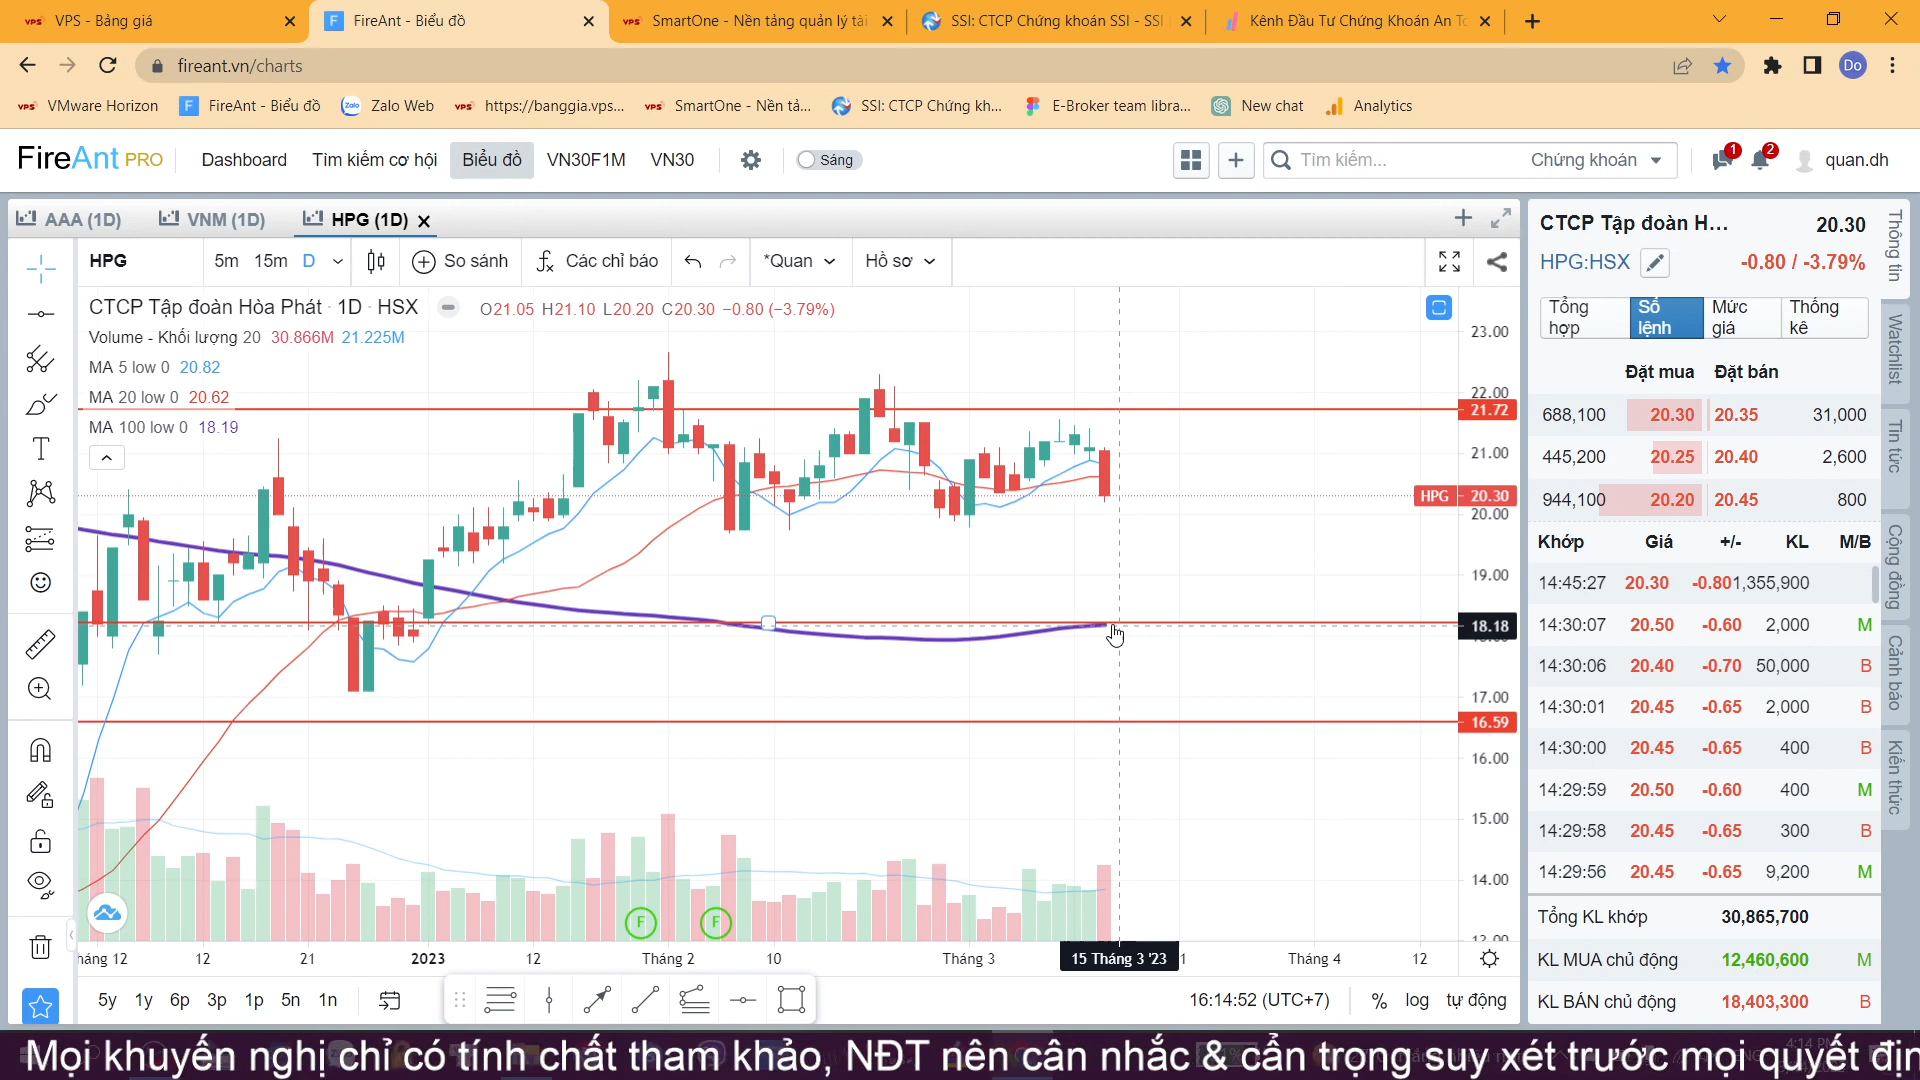 VPS - Bảng giá
FireAnt - Biểu đồ
SmartOne - Nền tảng quản lý tài
SSI: CTCP Chứng khoán SSI - SSI
Kênh Đầu Tư Chứng Khoán An To
fireant.vn/charts
Do
VMware Horizon
FireAnt - Biểu đồ
Zalo Web
https://banggia.vps...
SmartOne - Nền tả...
SSI: CTCP Chứng kh...
E-Broker team libra...
New chat
Analytics
FireAnt PRO
Dashboard
Tìm kiếm cơ hội
Biểu đồ
VN30F1M
VN30
Sáng
Tìm kiếm...
Chứng khoán
1
2
quan.dh
AAA (1D)
VNM (1D)
HPG (1D)
HPG
5m 15m D
So sánh
Các chỉ báo
*Quan
Hồ sơ
CTCP Tập đoàn Hòa Phát · 1D · HSX
O21.05 H21.10 L20.20 C20.30 −0.80 (−3.79%)
Volume - Khối lượng 20 30.866M 21.225M
MA 5 low 0 20.82
MA 20 low 0 20.62
MA 100 low 0 18.19
23.00
22.00
21.72
21.00
HPG 20.30
20.00
19.00
18.18
17.00
16.59
16.00
15.00
14.00
F
F
12
21
2023
12
Tháng 2
10
Tháng 3
15 Tháng 3 '23
Tháng 4
12
5y 1y 6p 3p 1p 5n 1n
16:14:52 (UTC+7)
% log tự động
CTCP Tập đoàn H... 20.30
HPG:HSX -0.80 / -3.79%
Tổng hợp
Sổ lệnh
Mức giá
Thống kê
Đặt mua Đặt bán
688,100 20.30 20.35 31,000
445,200 20.25 20.40 2,600
944,100 20.20 20.45 800
Khớp Giá +/- KL M/B
14:45:27 20.30 -0.80 1,355,900
14:30:07 20.50 -0.60 2,000 M
14:30:06 20.40 -0.70 50,000 B
14:30:01 20.45 -0.65 2,000 B
14:30:00 20.45 -0.65 400 B
14:29:59 20.50 -0.60 400 M
14:29:58 20.45 -0.65 300 B
14:29:56 20.45 -0.65 9,200 M
Tổng KL khớp 30,865,700
KL MUA chủ động 12,460,600 M
KL BÁN chủ động 18,403,300 B
Thông tin
Watchlist
Tin tức
Cộng đồng
Cảnh báo
Kiến thức
Mọi khuyến nghị chỉ có tính chất tham khảo, NĐT nên cân nhắc & cẩn trọng suy xét trước mọi quyết địn